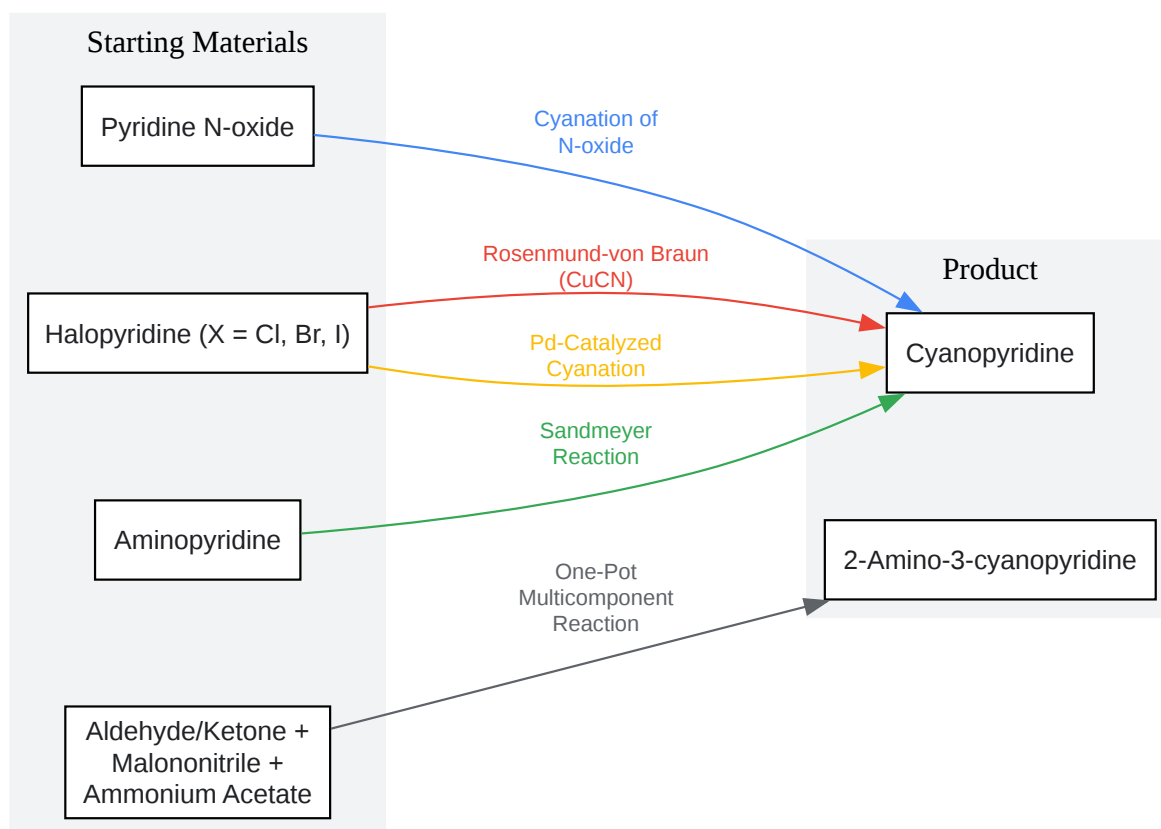 Starting Materials
Pyridine N-oxide
Cyanation of
N-oxide
Rosenmund-von Braun
(CuCN)
Product
Halopyridine (X = Cl, Br, I)
Pd-Catalyzed
Cyanation
Cyanopyridine
Sandmeyer
Reaction
Aminopyridine
2-Amino-3-cyanopyridine
One-Pot
Multicomponent
Reaction
Aldehyde/Ketone +
Malononitrile +
Ammonium Acetate